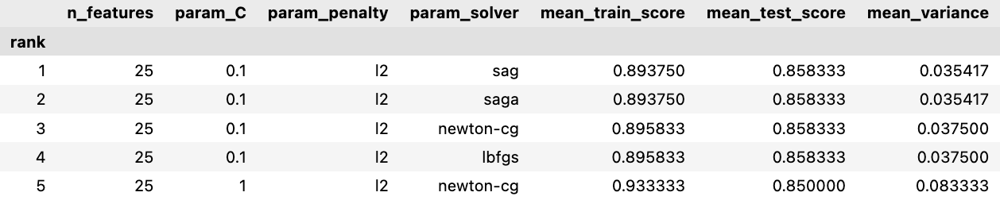 n_features param_C param_penalty param_solver mean_train_score mean_test_score mean_variance
rank
1 25 0.1 l2 sag 0.893750 0.858333 0.035417
2 25 0.1 l2 saga 0.893750 0.858333 0.035417
3 25 0.1 l2 newton-cg 0.895833 0.858333 0.037500
4 25 0.1 l2 lbfgs 0.895833 0.858333 0.037500
5 25 1 l2 newton-cg 0.933333 0.850000 0.083333